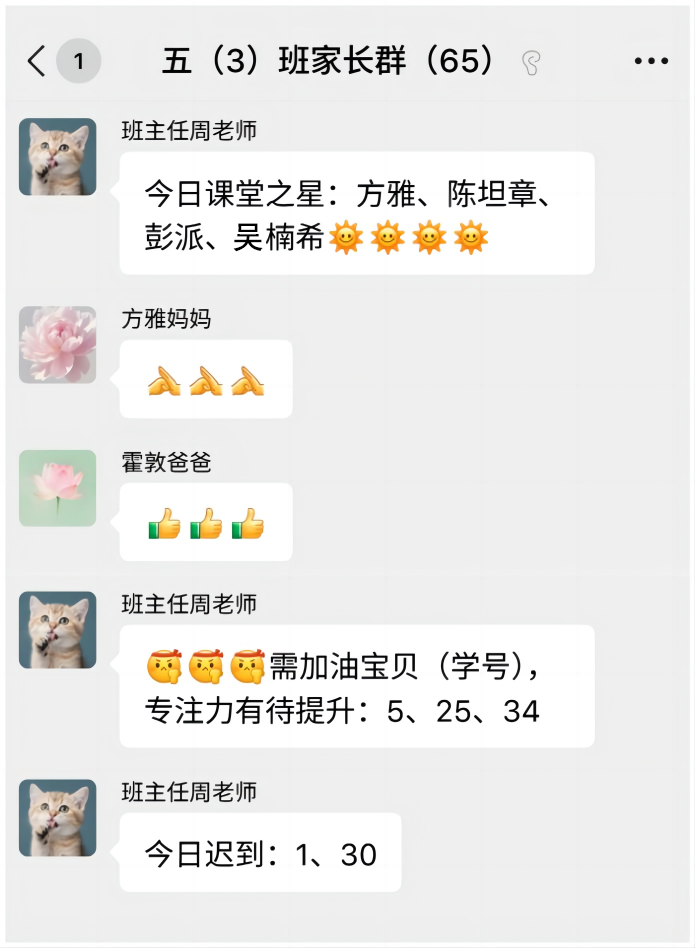 1
五（3）班家长群（65）
班主任周老师
今日课堂之星：方雅、陈坦章、
彭派、吴楠希🌞🌞🌞🌞
方雅妈妈
霍敦爸爸
👍👍👍
班主任周老师
需加油宝贝（学号），
专注力有待提升：5、25、34
班主任周老师
今日迟到：1、30